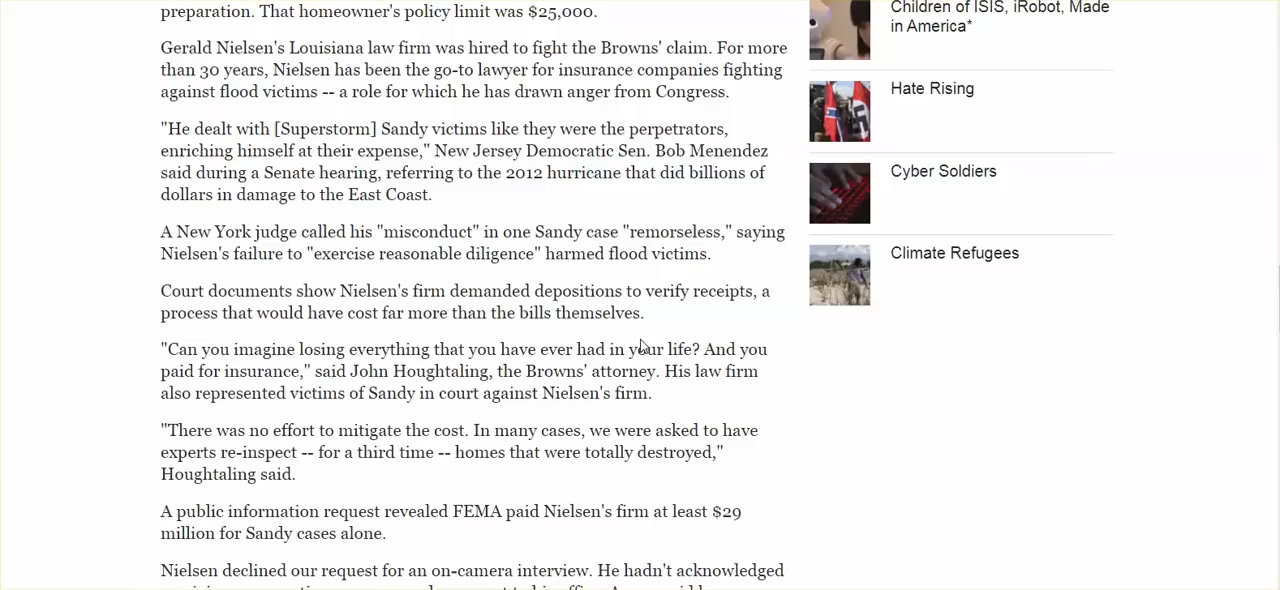 preparation. That homeowner's policy limit was $25,000.
Gerald Nielsen's Louisiana law firm was hired to fight the Browns' claim. For more
than 30 years, Nielsen has been the go-to lawyer for insurance companies fighting
against flood victims -- a role for which he has drawn anger from Congress.
"He dealt with [Superstorm] Sandy victims like they were the perpetrators,
enriching himself at their expense," New Jersey Democratic Sen. Bob Menendez
said during a Senate hearing, referring to the 2012 hurricane that did billions of
dollars in damage to the East Coast.
A New York judge called his "misconduct" in one Sandy case "remorseless," saying
Nielsen's failure to "exercise reasonable diligence" harmed flood victims.
Court documents show Nielsen's firm demanded depositions to verify receipts, a
process that would have cost far more than the bills themselves.
"Can you imagine losing everything that you have ever had in your life? And you
paid for insurance," said John Houghtaling, the Browns' attorney. His law firm
also represented victims of Sandy in court against Nielsen's firm.
"There was no effort to mitigate the cost. In many cases, we were asked to have
experts re-inspect -- for a third time -- homes that were totally destroyed,"
Houghtaling said.
A public information request revealed FEMA paid Nielsen's firm at least $29
million for Sandy cases alone.
Nielsen declined our request for an on-camera interview. He hadn't acknowledged
Children of ISIS, iRobot, Made
in America*
Hate Rising
Cyber Soldiers
Climate Refugees